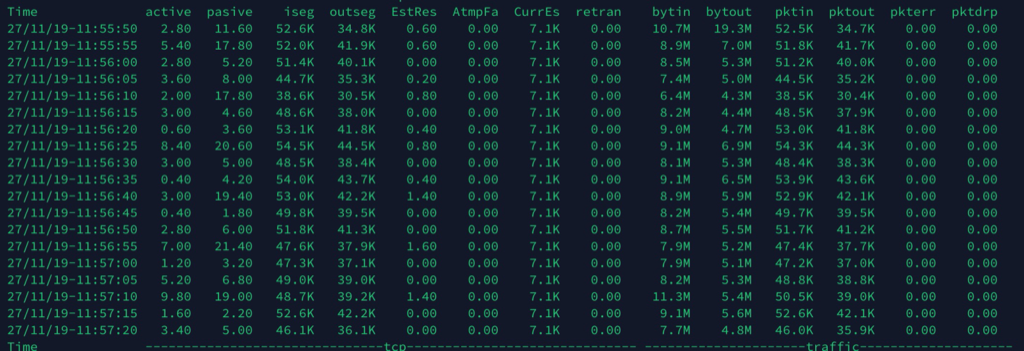 Time active pasive iseg outseg EstRes AtmpFa CurrEs retran bytin bytout pktin pktout pkterr pktdrp
27/11/19-11:55:50 2.80 11.60 52.6K 34.8K 0.60 0.00 7.1K 0.00 10.7M 19.3M 52.5K 34.7K 0.00 0.00
27/11/19-11:55:55 5.40 17.80 52.0K 41.9K 0.60 0.00 7.1K 0.00 8.9M 7.0M 51.8K 41.7K 0.00 0.00
27/11/19-11:56:00 2.80 5.20 51.4K 40.1K 0.00 0.00 7.1K 0.00 8.5M 5.3M 51.2K 40.0K 0.00 0.00
27/11/19-11:56:05 3.60 8.00 44.7K 35.3K 0.20 0.00 7.1K 0.00 7.4M 5.0M 44.5K 35.2K 0.00 0.00
27/11/19-11:56:10 2.00 17.80 38.6K 30.5K 0.80 0.00 7.1K 0.00 6.4M 4.3M 38.5K 30.4K 0.00 0.00
27/11/19-11:56:15 3.00 4.60 48.6K 38.0K 0.00 0.00 7.1K 0.00 8.2M 4.4M 48.5K 37.9K 0.00 0.00
27/11/19-11:56:20 0.60 3.60 53.1K 41.8K 0.40 0.00 7.1K 0.00 9.0M 4.7M 53.0K 41.8K 0.00 0.00
27/11/19-11:56:25 8.40 20.60 54.5K 44.5K 0.80 0.00 7.1K 0.00 9.1M 6.9M 54.3K 44.3K 0.00 0.00
27/11/19-11:56:30 3.00 5.00 48.5K 38.4K 0.00 0.00 7.1K 0.00 8.1M 5.3M 48.4K 38.3K 0.00 0.00
27/11/19-11:56:35 0.40 4.20 54.0K 43.7K 0.40 0.00 7.1K 0.00 9.1M 6.5M 53.9K 43.6K 0.00 0.00
27/11/19-11:56:40 3.00 19.40 53.0K 42.2K 1.40 0.00 7.1K 0.00 8.9M 5.9M 52.9K 42.1K 0.00 0.00
27/11/19-11:56:45 0.40 1.80 49.8K 39.5K 0.00 0.00 7.1K 0.00 8.2M 5.4M 49.7K 39.5K 0.00 0.00
27/11/19-11:56:50 2.80 6.00 51.8K 41.3K 0.00 0.00 7.1K 0.00 8.7M 5.5M 51.7K 41.2K 0.00 0.00
27/11/19-11:56:55 7.00 21.40 47.6K 37.9K 1.60 0.00 7.1K 0.00 7.9M 5.2M 47.4K 37.7K 0.00 0.00
27/11/19-11:57:00 1.20 3.20 47.3K 37.1K 0.00 0.00 7.1K 0.00 7.9M 5.1M 47.2K 37.0K 0.00 0.00
27/11/19-11:57:05 5.20 6.80 49.0K 39.0K 0.00 0.00 7.1K 0.00 8.2M 5.3M 48.8K 38.8K 0.00 0.00
27/11/19-11:57:10 9.80 19.00 48.7K 39.2K 1.40 0.00 7.1K 0.00 11.3M 5.4M 50.5K 39.0K 0.00 0.00
27/11/19-11:57:15 1.60 2.20 52.6K 42.2K 0.00 0.00 7.1K 0.00 9.1M 5.6M 52.6K 42.1K 0.00 0.00
27/11/19-11:57:20 3.40 5.00 46.1K 36.1K 0.00 0.00 7.1K 0.00 7.7M 4.8M 46.0K 35.9K 0.00 0.00
Time -----------------------------tcp------------------------------ -------------------traffic------------------